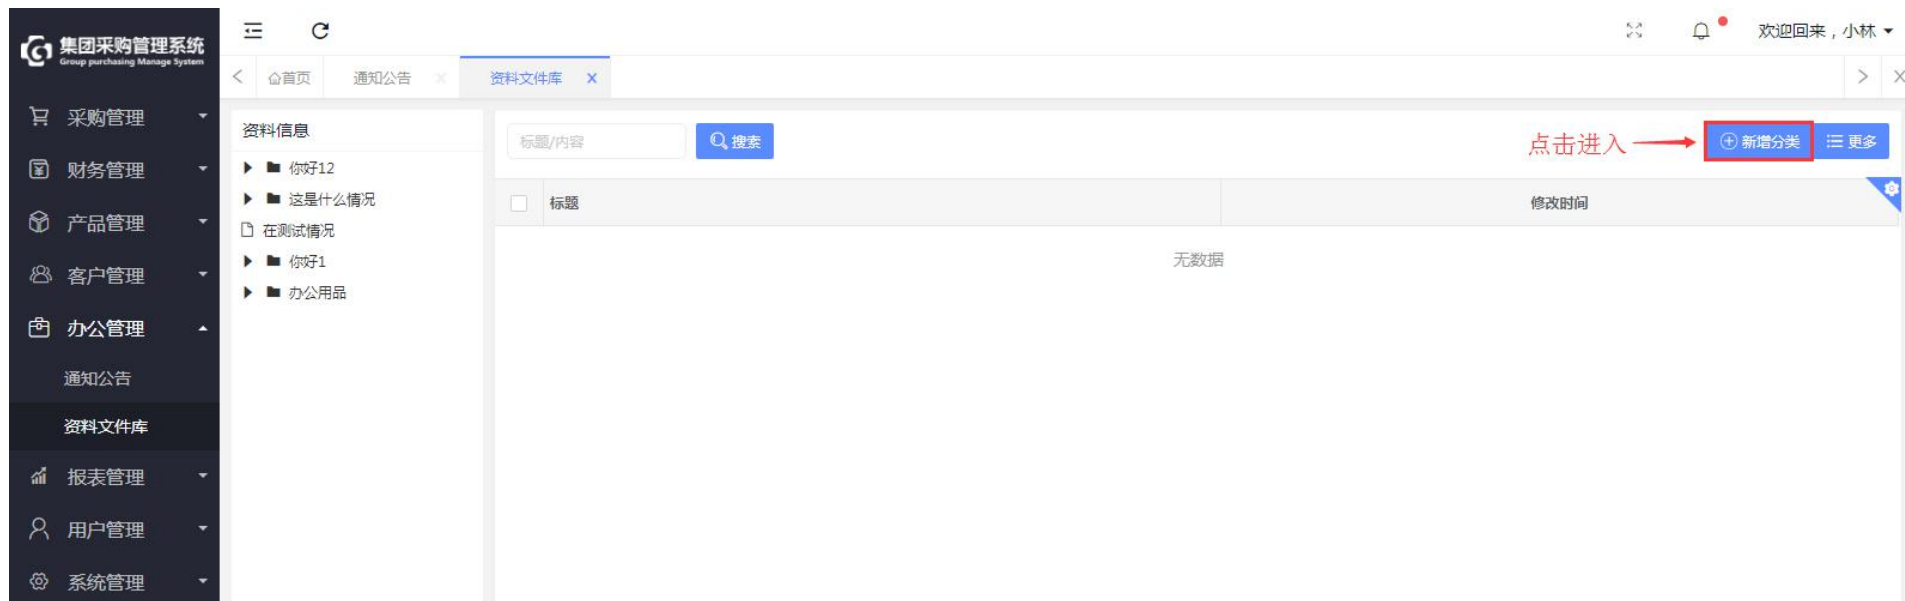 集团采购管理系统
Group purchasing Manage System
欢迎回来，小林
首页
通知公告
资料文件库
采购管理
财务管理
产品管理
客户管理
办公管理
通知公告
资料文件库
报表管理
用户管理
系统管理
资料信息
你好12
这是什么情况
在测试情况
你好1
办公用品
标题/内容
搜索
点击进入
新增分类
更多
标题
修改时间
无数据